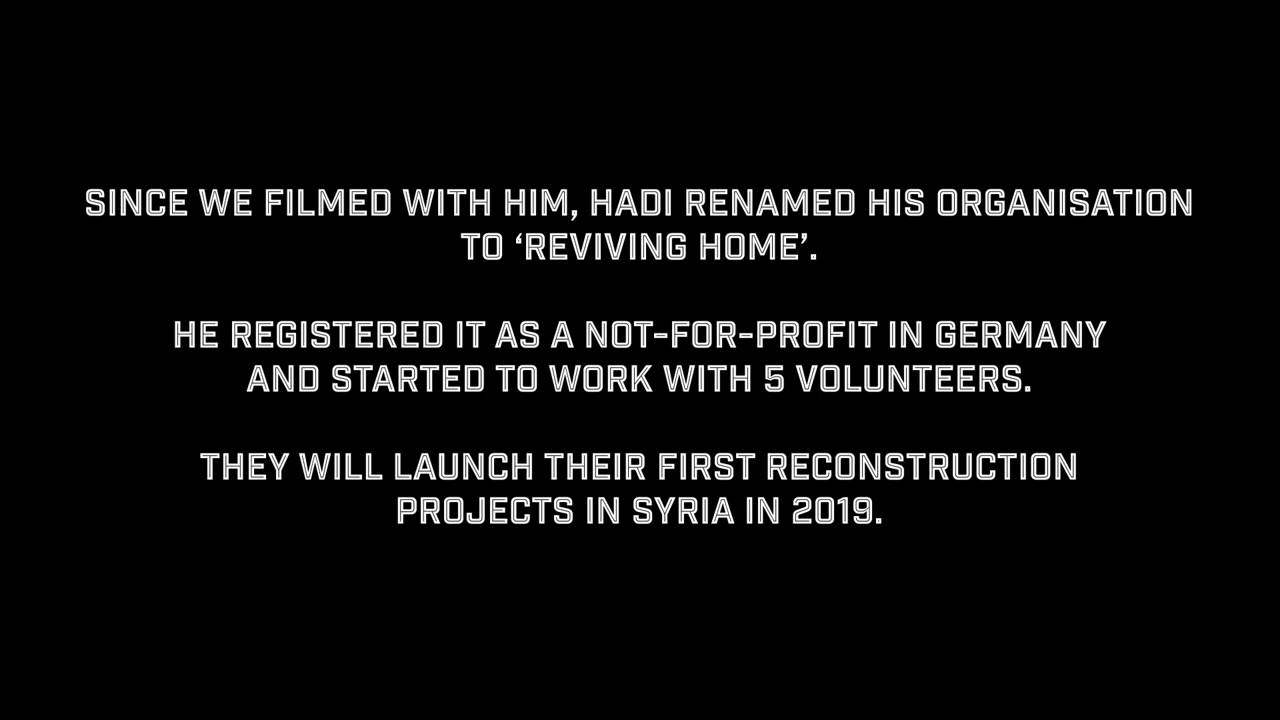 SINCE WE FILMED WITH HIM, HADI RENAMED HIS ORGANISATION
TO ‘REVIVING HOME’.
HE REGISTERED IT AS A NOT-FOR-PROFIT IN GERMANY
AND STARTED TO WORK WITH 5 VOLUNTEERS.
THEY WILL LAUNCH THEIR FIRST RECONSTRUCTION
PROJECTS IN SYRIA IN 2019.